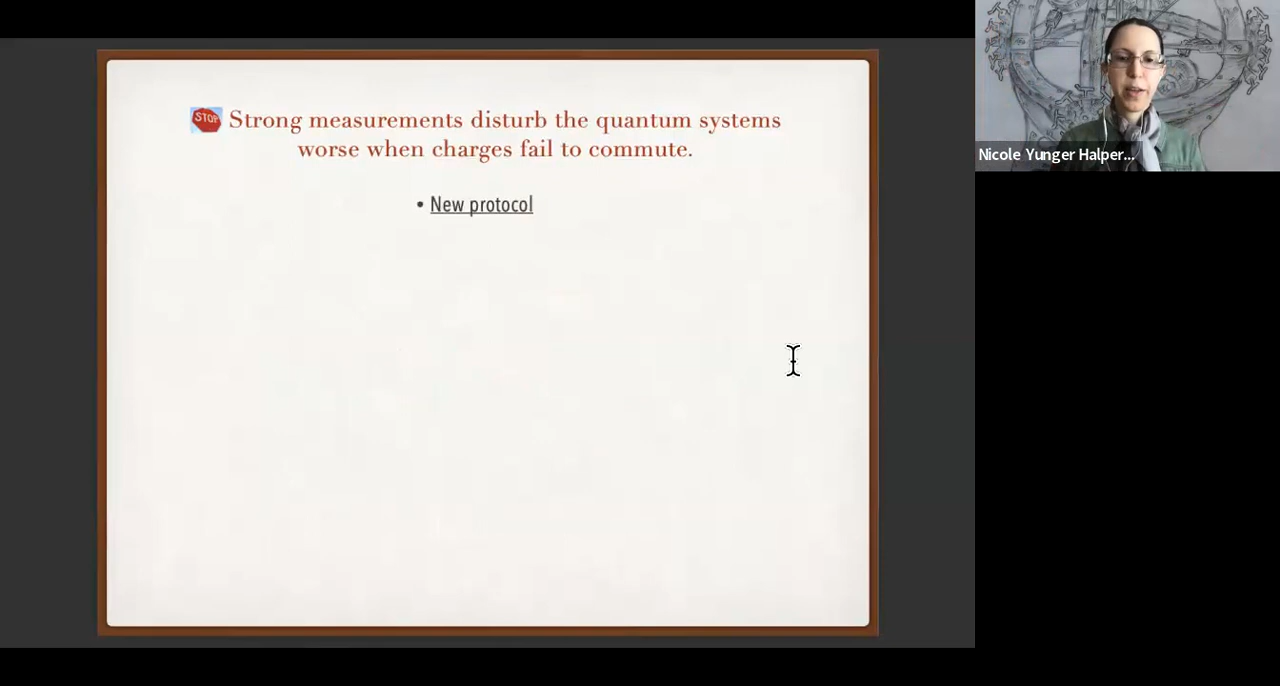 STOP Strong measurements disturb the quantum systems
worse when charges fail to commute.
• New protocol
Nicole Yunger Halper...